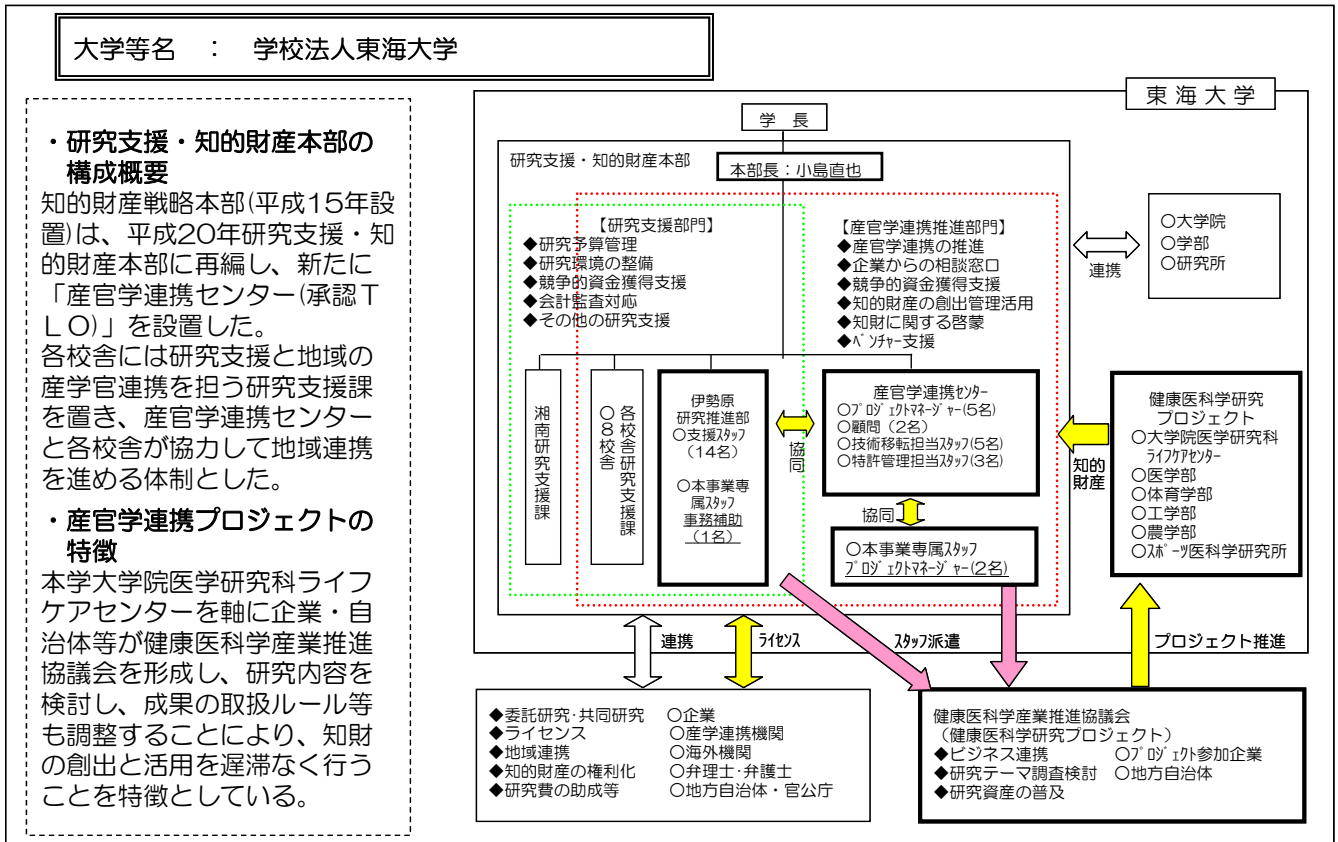 大学等名　：　学校法人東海大学
・研究支援・知的財産本部の
構成概要
知的財産戦略本部(平成15年設
置)は、平成20年研究支援・知
的財産本部に再編し、新たに
「産官学連携センター(承認T
LO)」を設置した。
各校舎には研究支援と地域の
産学官連携を担う研究支援課
を置き、産官学連携センター
と各校舎が協力して地域連携
を進める体制とした。
・産官学連携プロジェクトの
特徴
本学大学院医学研究科ライフ
ケアセンターを軸に企業・自
治体等が健康医科学産業推進
協議会を形成し、研究内容を
検討し、成果の取扱ルール等
も調整することにより、知財
の創出と活用を遅滞なく行う
ことを特徴としている。
東海大学
学　長
研究支援・知的財産本部
本部長：小島直也
【研究支援部門】
◆研究予算管理
◆研究環境の整備
◆競争的資金獲得支援
◆会計監査対応
◆その他の研究支援
【産官学連携推進部門】
◆産官学連携の推進
◆企業からの相談窓口
◆競争的資金獲得支援
◆知的財産の創出管理活用
◆知財に関する啓蒙
◆ﾍﾞﾝﾁｬｰ支援
連携
○大学院
○学部
○研究所
湘南研究支援課
各校舎研究支援課
○8校舎
伊勢原
研究推進部
○支援ｽﾀｯﾌ
（14名）
○本事業専
属ｽﾀｯﾌ
事務補助
（1名）
協同
産官学連携ｾﾝﾀｰ
○ﾌﾟﾛｼﾞｪｸﾄﾏﾈｰｼﾞｬｰ(5名)
○顧問（2名）
○技術移転担当ｽﾀｯﾌ(5名)
○特許管理担当ｽﾀｯﾌ(3名)
協同
○本事業専属ｽﾀｯﾌ
ﾌﾟﾛｼﾞｪｸﾄﾏﾈｰｼﾞｬｰ(2名)
知的
財産
健康医科学研究
プロジェクト
○大学院医学研究科
ﾗｲﾌｹｱｾﾝﾀｰ
○医学部
○体育学部
○工学部
○農学部
○ｽﾎﾟｰﾂ医科学研究所
連携
ﾗｲｾﾝｽ
ｽﾀｯﾌ派遣
プロジェクト推進
◆委託研究･共同研究
◆ライセンス
◆地域連携
◆知的財産の権利化
◆研究費の助成等
○企業
○産学連携機関
○海外機関
○弁理士･弁護士
○地方自治体・官公庁
健康医科学産業推進協議会
（健康医科学研究プロジェクト）
◆ビジネス連携　○ﾌﾟﾛｼﾞｪｸﾄ参加企業
◆研究テーマ調査検討　○地方自治体
◆研究資産の普及